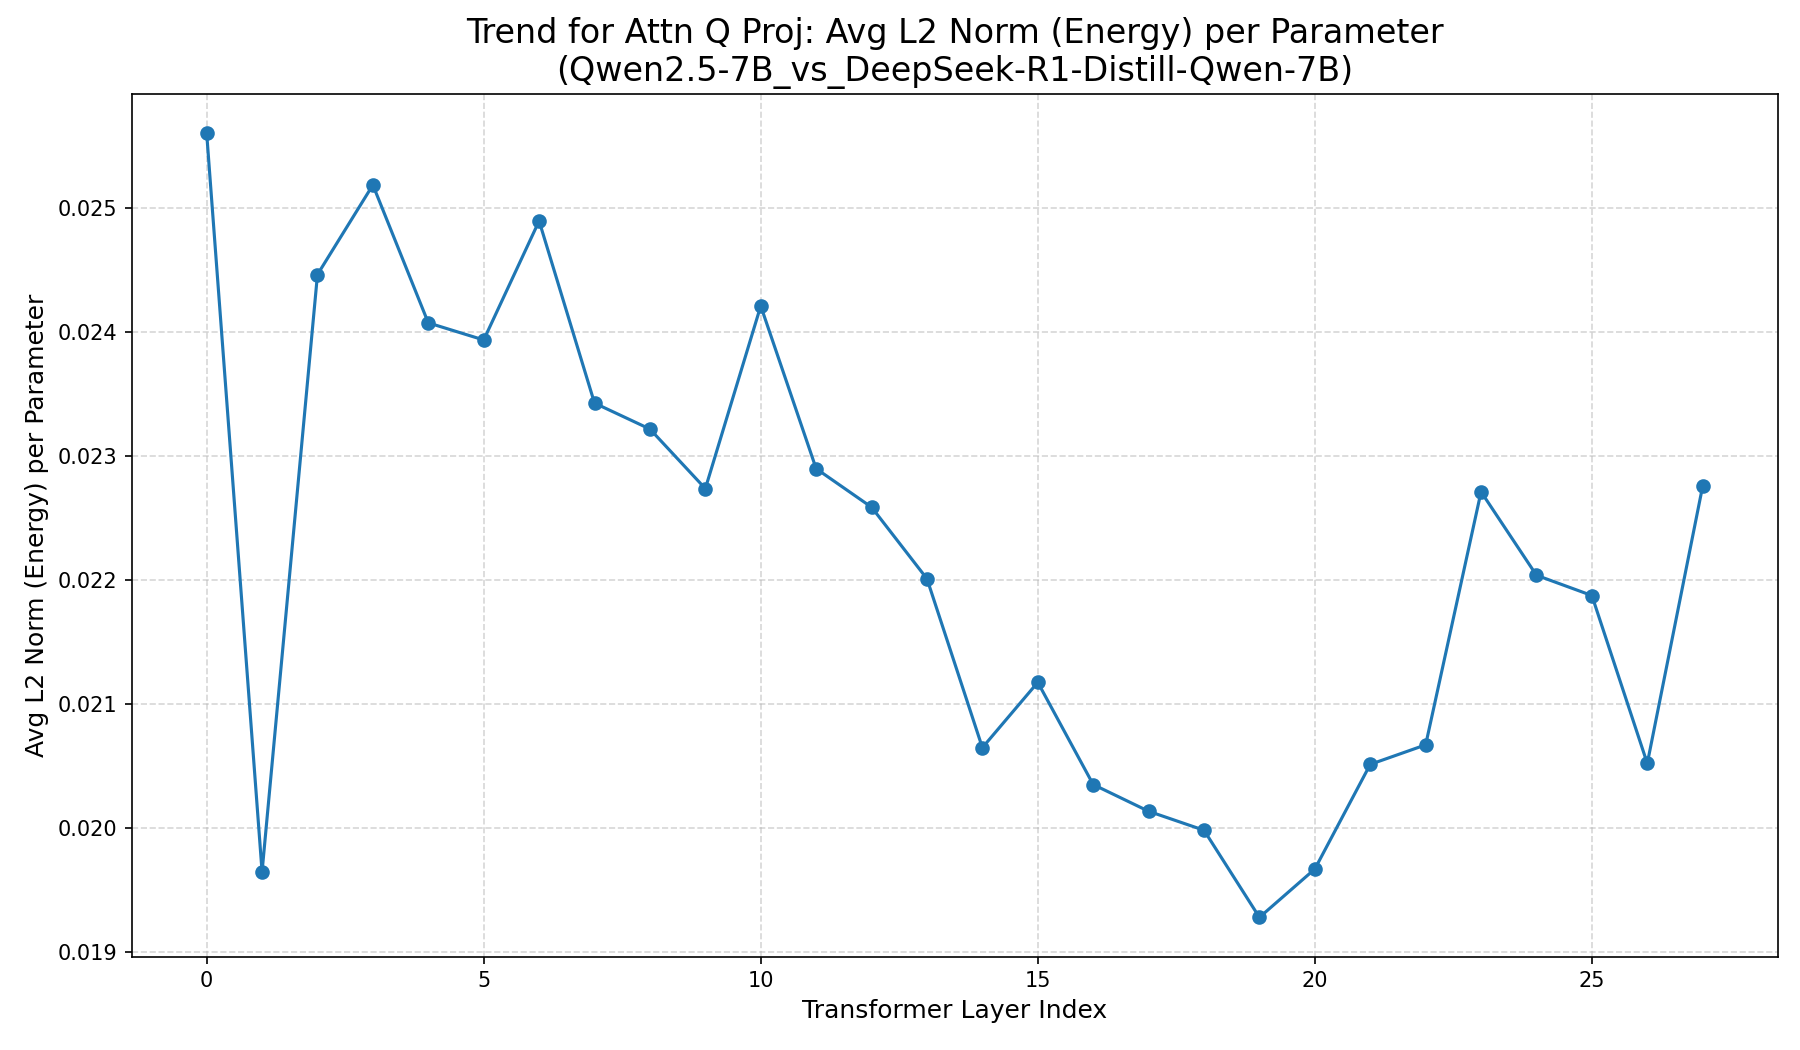 Trend for Attn Q Proj: Avg L2 Norm (Energy) per Parameter
(Qwen2.5-7B_vs_DeepSeek-R1-Distill-Qwen-7B)
Avg L2 Norm (Energy) per Parameter
0.025
0.024
0.023
0.022
0.021
0.020
0.019
0 5 10 15 20 25
Transformer Layer Index